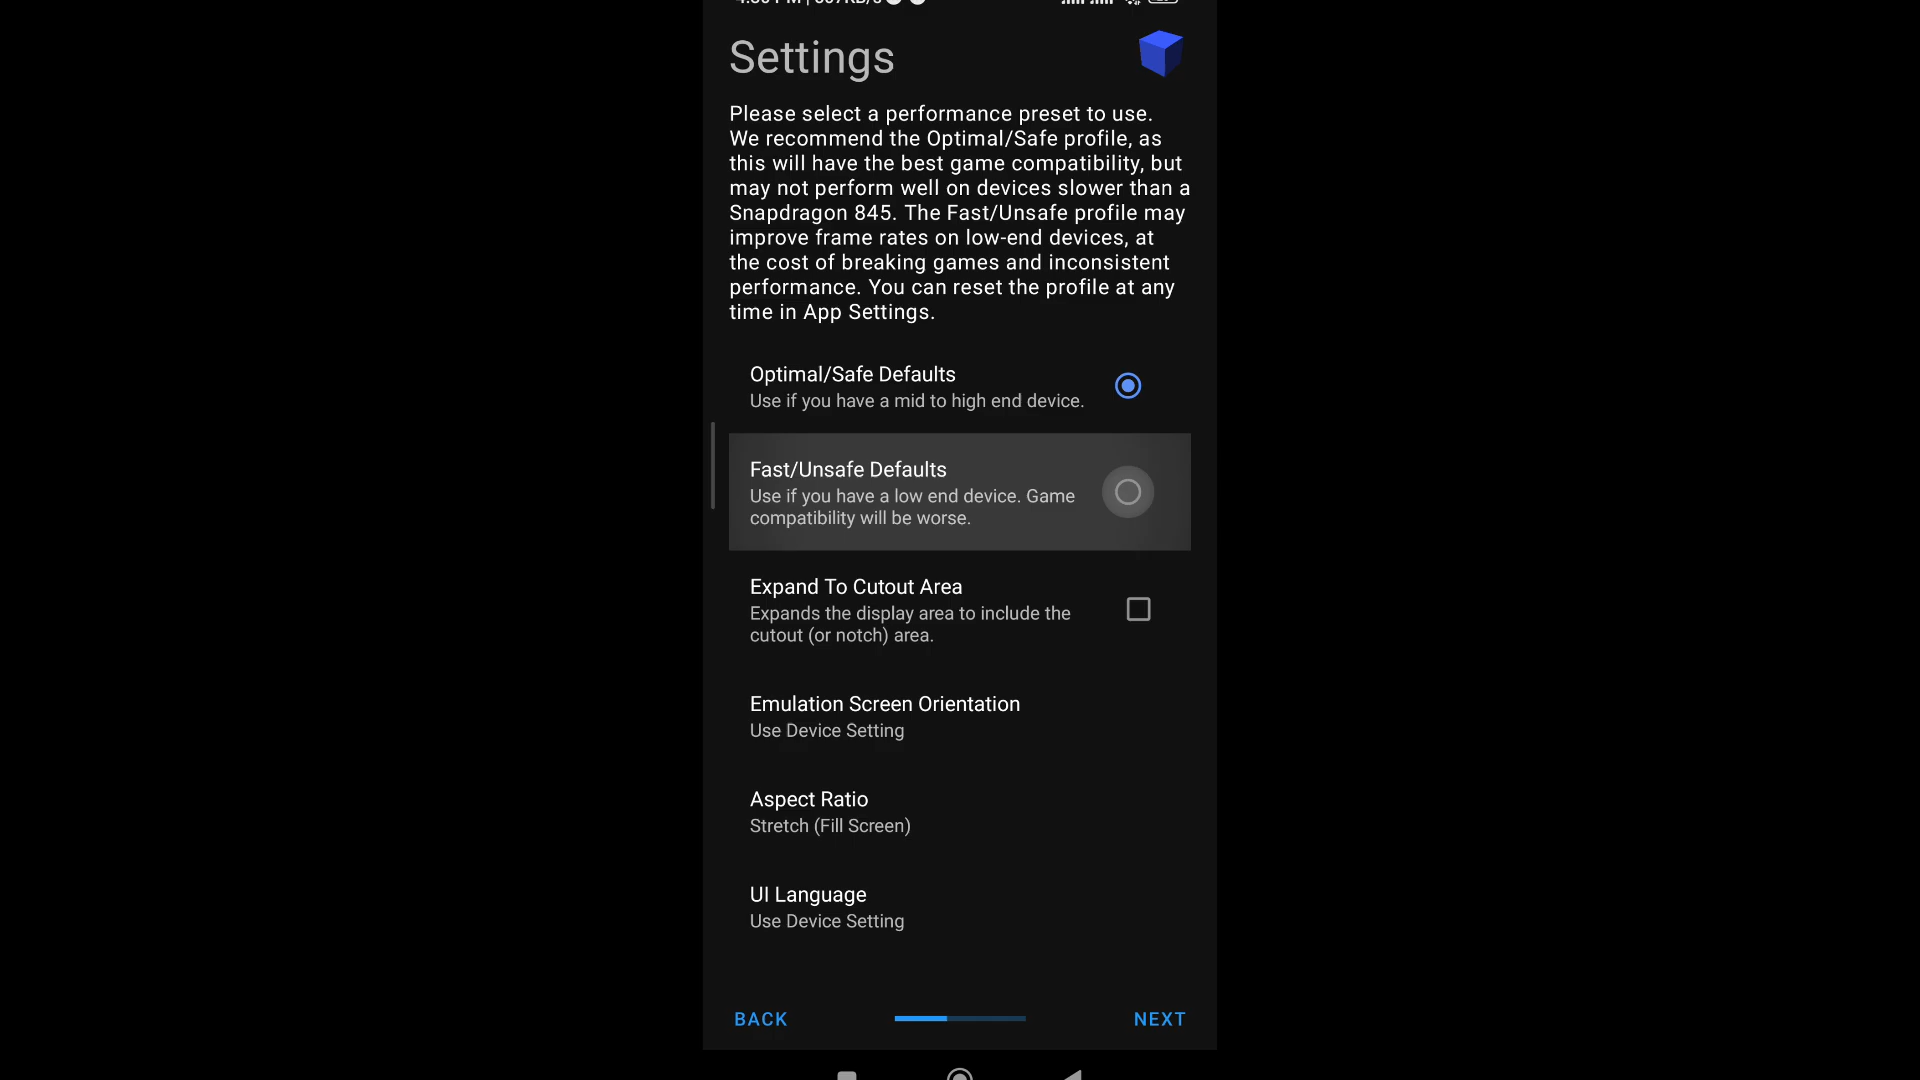 Settings
Please select a performance preset to use.
We recommend the Optimal/Safe profile, as
this will have the best game compatibility, but
may not perform well on devices slower than a
Snapdragon 845. The Fast/Unsafe profile may
improve frame rates on low-end devices, at
the cost of breaking games and inconsistent
performance. You can reset the profile at any
time in App Settings.
Optimal/Safe Defaults
Use if you have a mid to high end device.
Fast/Unsafe Defaults
Use if you have a low end device. Game
compatibility will be worse.
Expand To Cutout Area
Expands the display area to include the
cutout (or notch) area.
Emulation Screen Orientation
Use Device Setting
Aspect Ratio
Stretch (Fill Screen)
UI Language
Use Device Setting
BACK
NEXT